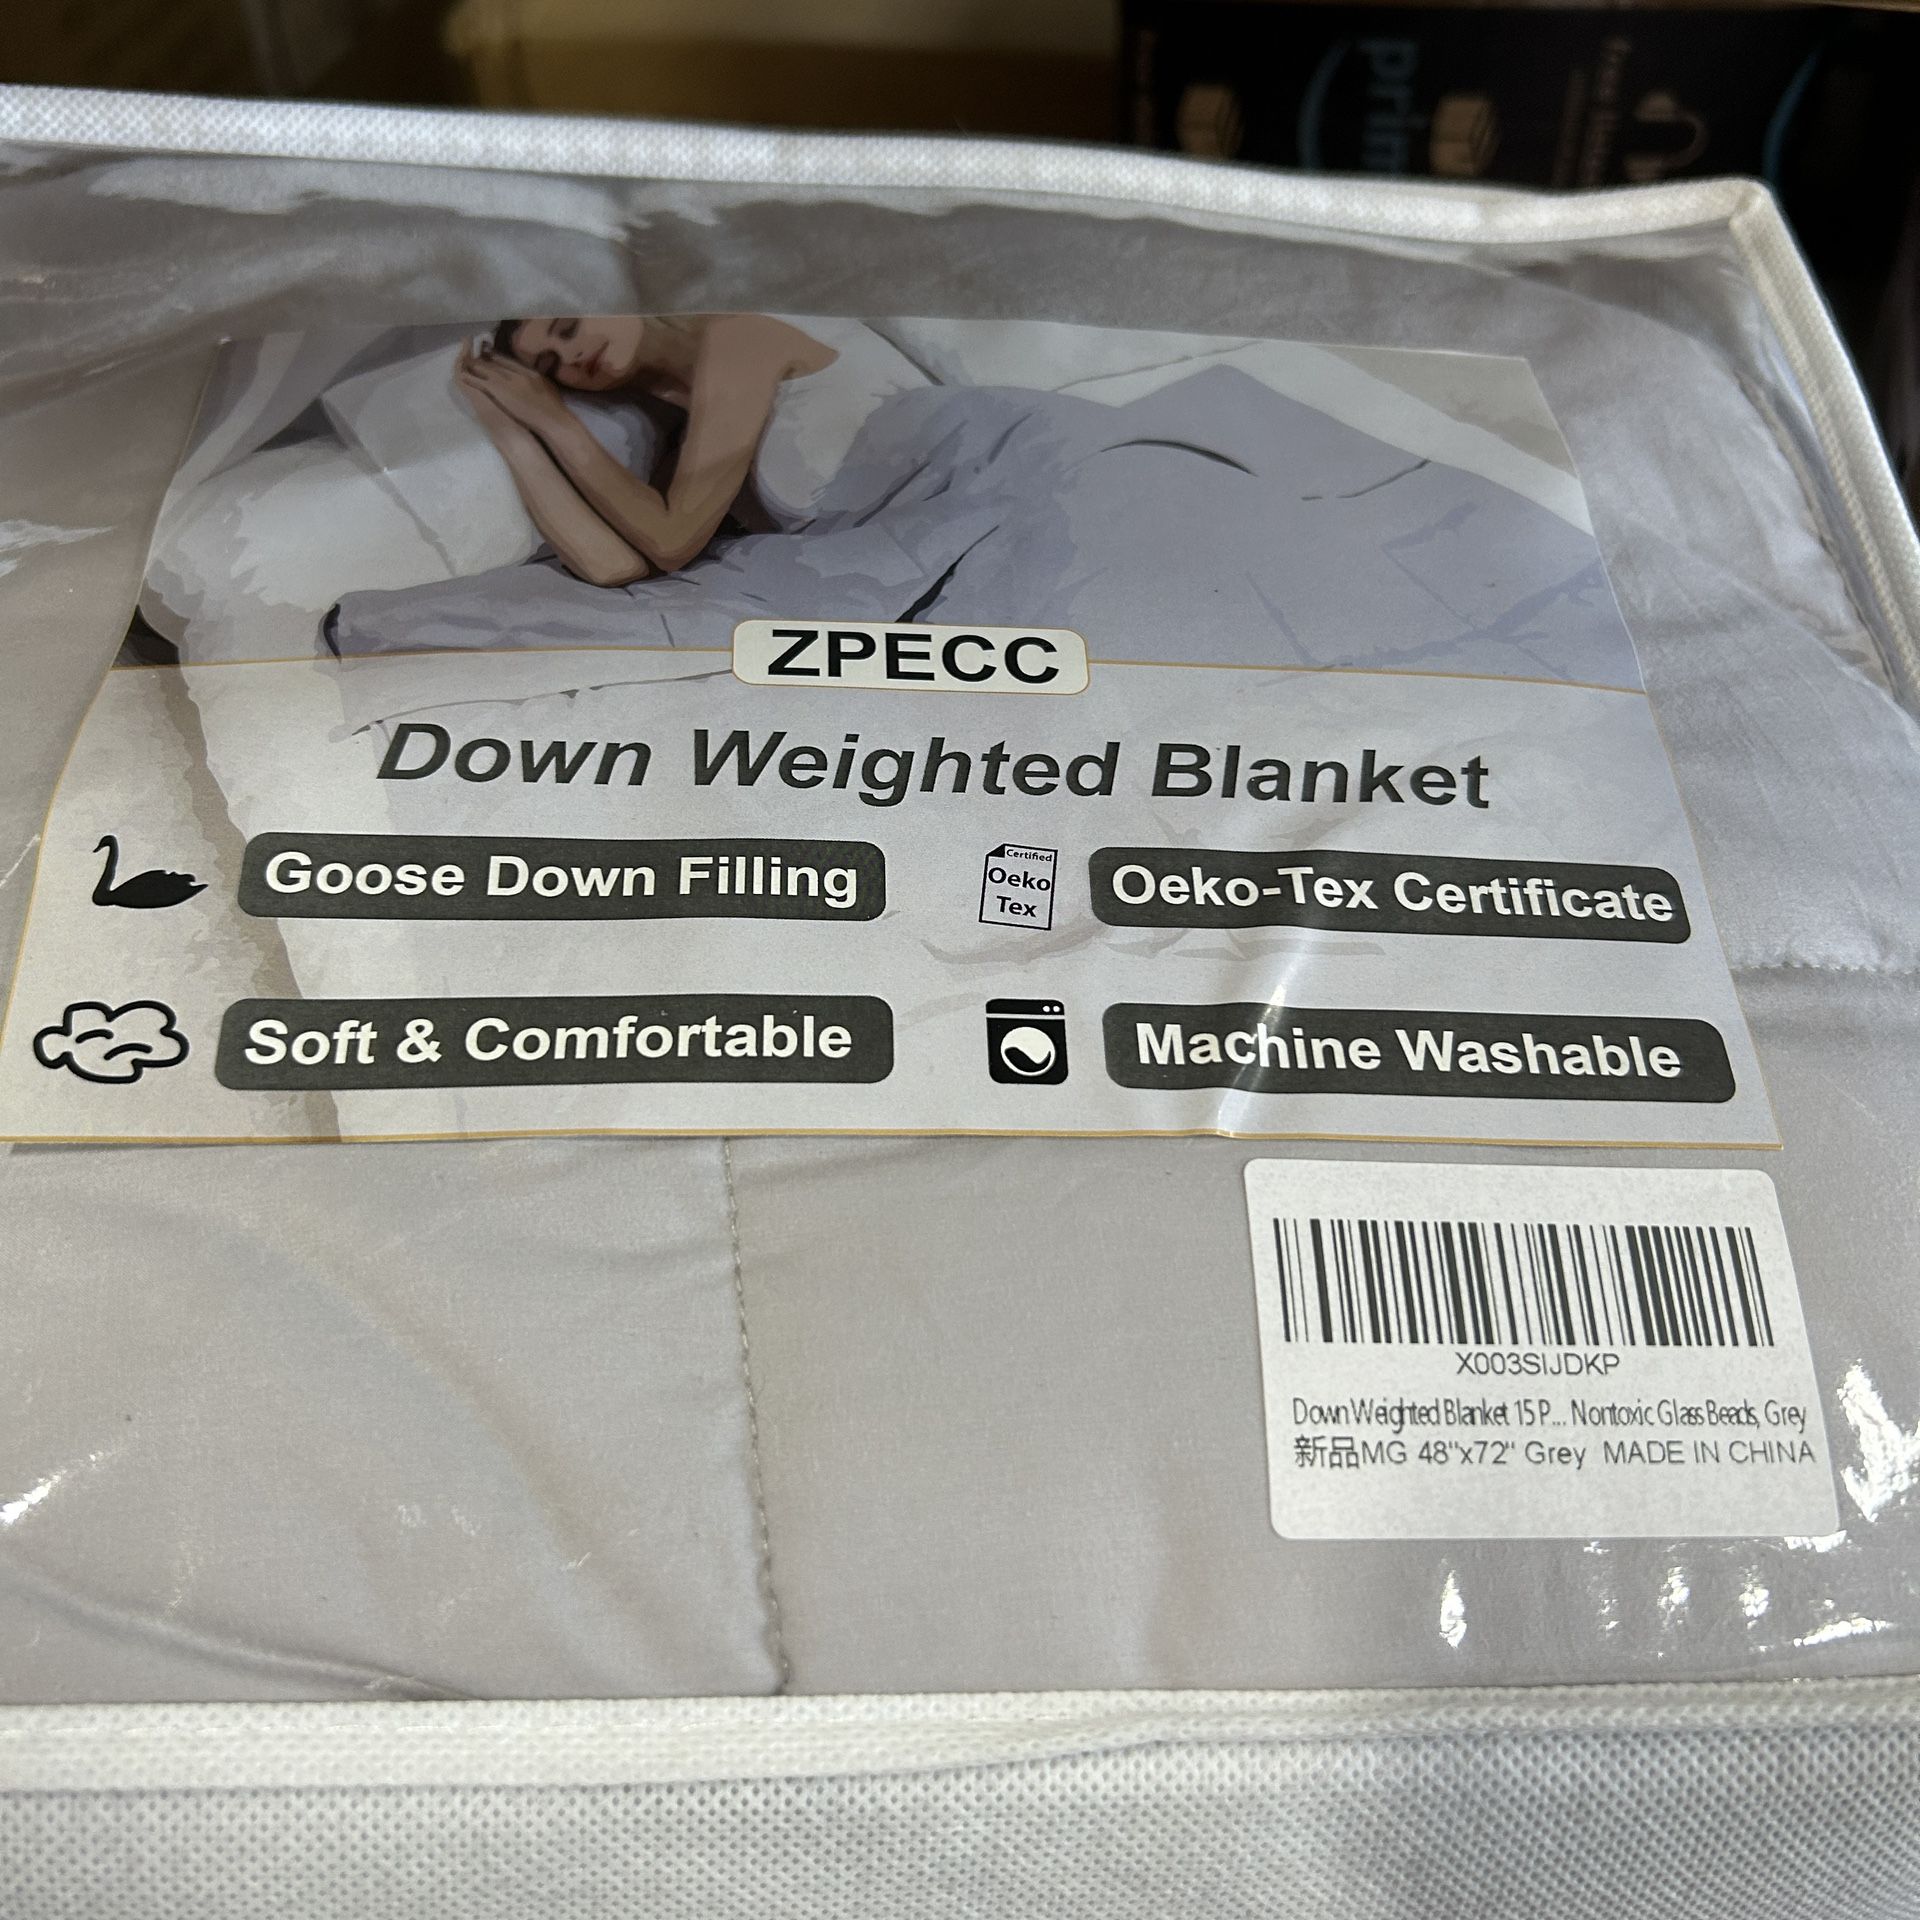 prim
ZPECC
Down Weighted Blanket
Goose Down Filling
Certified
Oeko
Tex
Oeko-Tex Certificate
Soft & Comfortable
Machine Washable
X003SIJDKP
Down Weighted Blanket 15 P... Nontoxic Glass Beads, Grey
新品MG 48"x72" Grey MADE IN CHINA